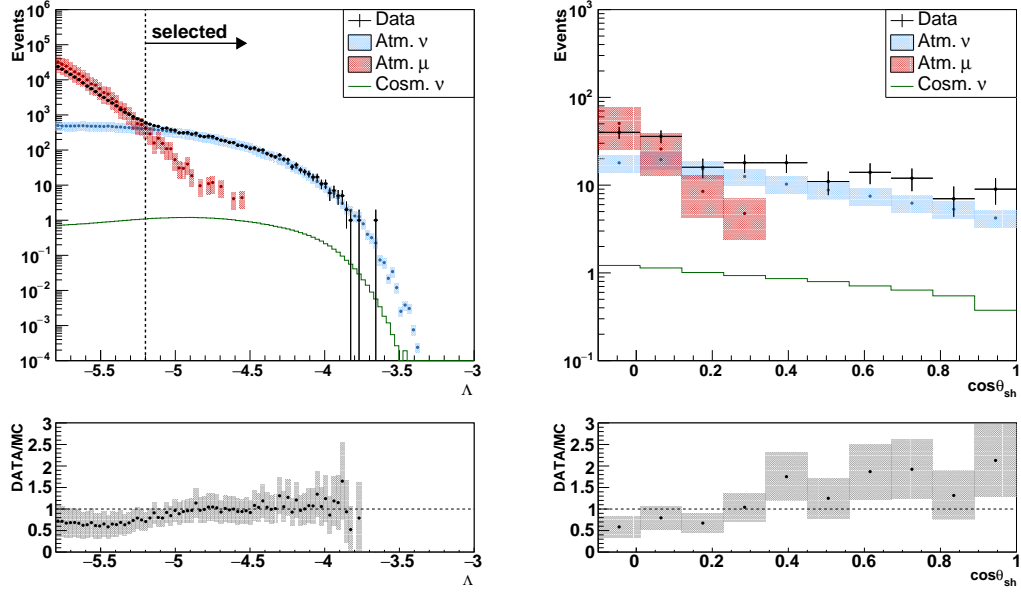 Events
10⁶
10⁵
10⁴
10³
10²
10
1
10⁻¹
10⁻²
10⁻³
10⁻⁴
selected
Data
Atm. ν
Atm. μ
Cosm. ν
−5.5 −5 −4.5 −4 −3.5 −3
Λ
DATA/MC
3
2.5
2
1.5
1
0.5
0
−5.5 −5 −4.5 −4 −3.5 −3
Λ
Events
10³
10²
10
1
10⁻¹
Data
Atm. ν
Atm. μ
Cosm. ν
0 0.2 0.4 0.6 0.8 1
cosθsh
DATA/MC
3
2.5
2
1.5
1
0.5
0
0 0.2 0.4 0.6 0.8 1
cosθsh